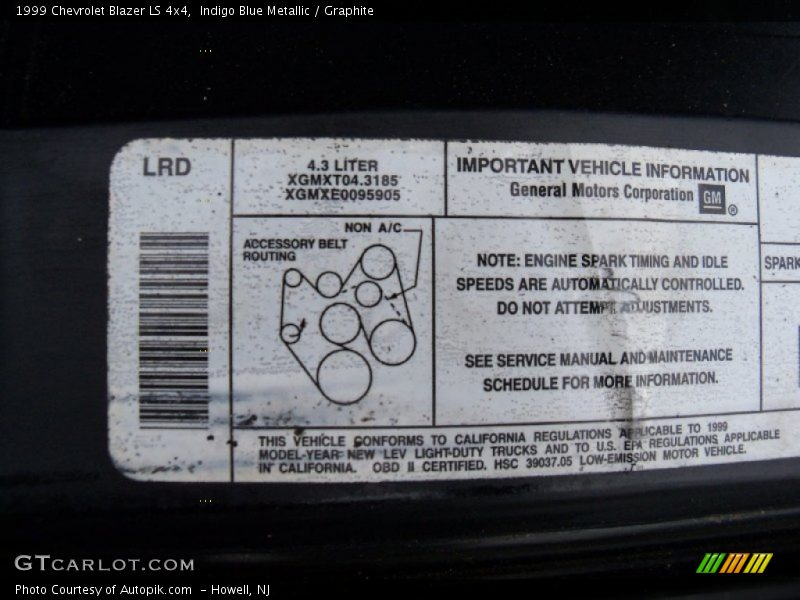 1999 Chevrolet Blazer LS 4x4,  Indigo Blue Metallic / Graphite
LRD
4.3 LITER
XGMXT04.3185
XGMXE0095905
IMPORTANT VEHICLE INFORMATION
General Motors Corporation GM ®
NON A/C
ACCESSORY BELT
ROUTING
NOTE: ENGINE SPARK TIMING AND IDLE
SPEEDS ARE AUTOMATICALLY CONTROLLED.
DO NOT ATTEMPT ADJUSTMENTS.
SPARK
SEE SERVICE MANUAL AND MAINTENANCE
SCHEDULE FOR MORE INFORMATION.
THIS VEHICLE CONFORMS TO CALIFORNIA REGULATIONS APPLICABLE TO 1999
MODEL-YEAR NEW LEV LIGHT-DUTY TRUCKS AND TO U.S. EPA REGULATIONS APPLICABLE
IN CALIFORNIA. OBD II CERTIFIED. HSC 39037.05 LOW-EMISSION MOTOR VEHICLE.
GTCARLOT.COM
Photo Courtesy of Autopik.com - Howell, NJ